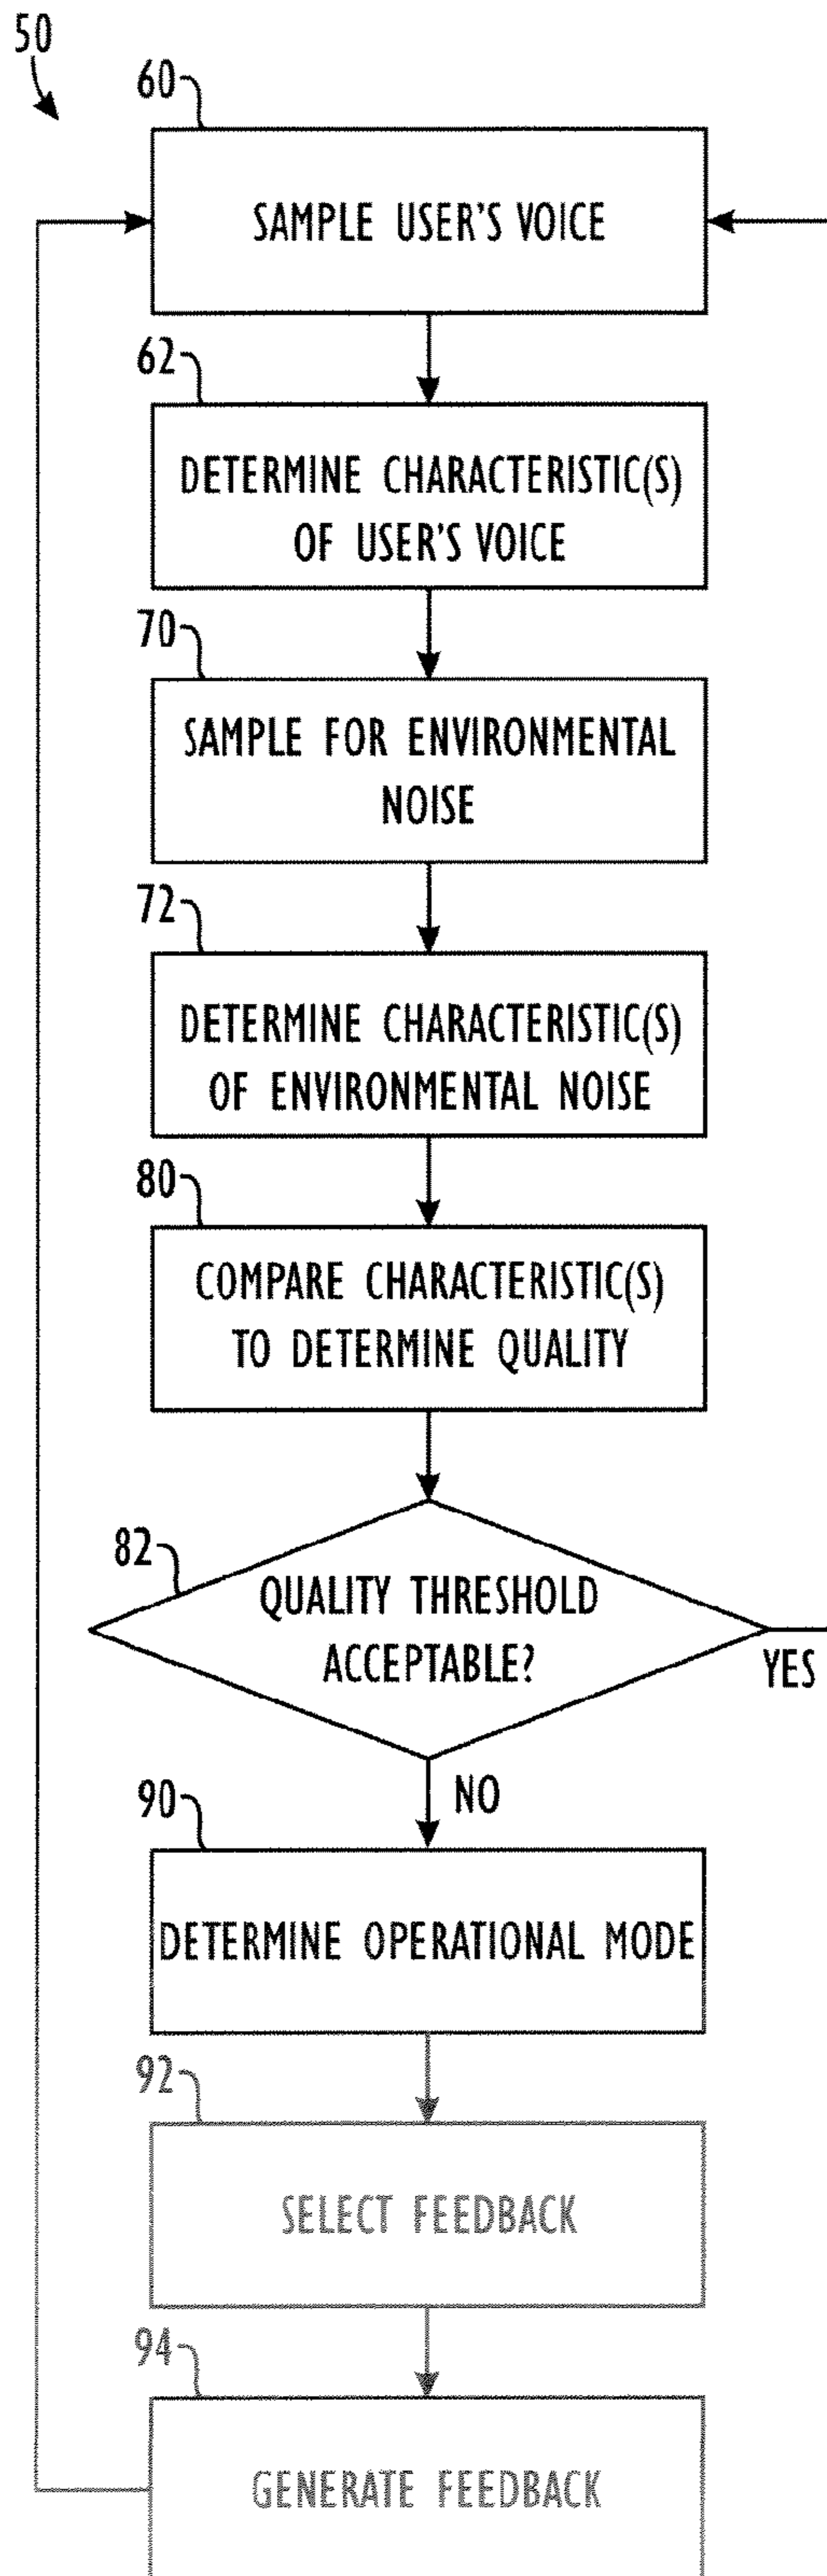 50
60
SAMPLE USER'S VOICE
62
DETERMINE CHARACTERISTIC(S)
OF USER'S VOICE
70
SAMPLE FOR ENVIRONMENTAL
NOISE
72
DETERMINE CHARACTERISTIC(S)
OF ENVIRONMENTAL NOISE
80
COMPARE CHARACTERISTIC(S)
TO DETERMINE QUALITY
82
QUALITY THRESHOLD
ACCEPTABLE?
YES
NO
90
DETERMINE OPERATIONAL MODE
92
SELECT FEEDBACK
94
GENERATE FEEDBACK